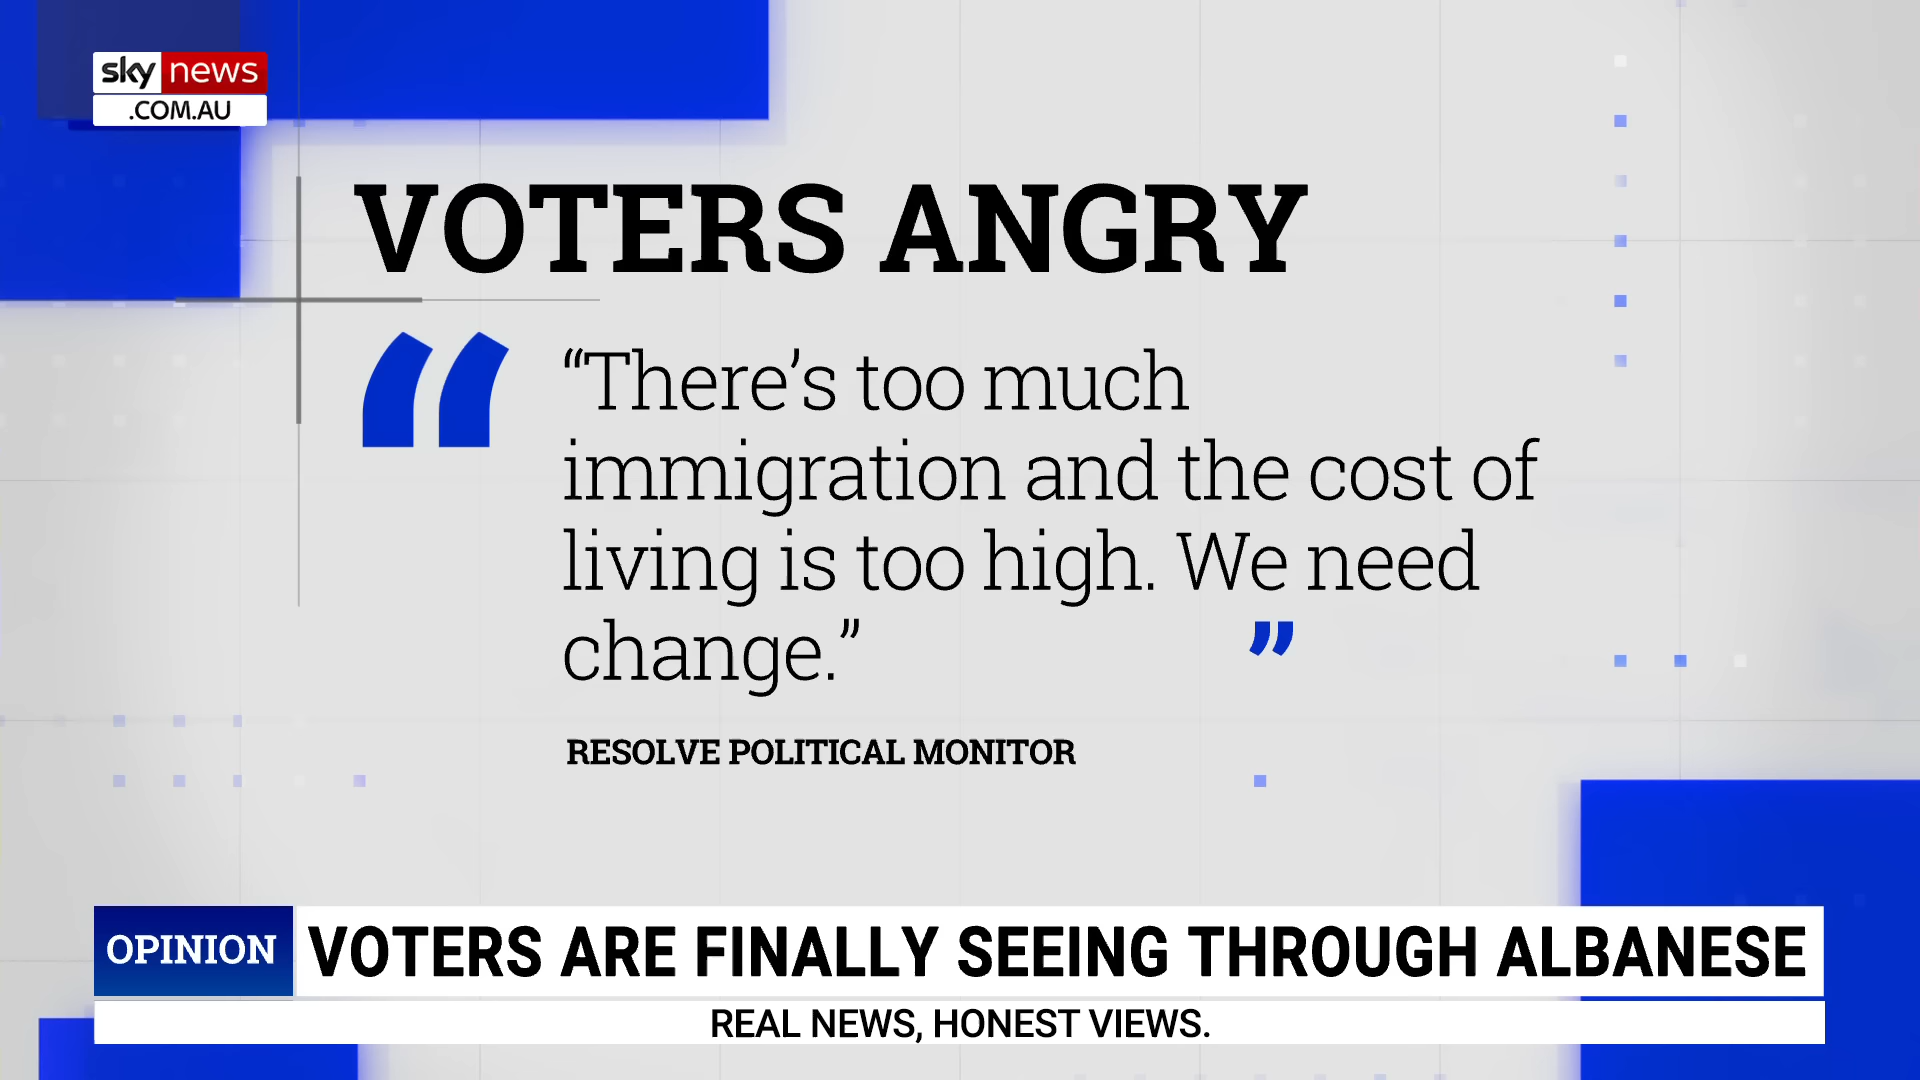 sky news
.COM.AU
VOTERS ANGRY
“
“There’s too much
immigration and the cost of
living is too high. We need
change.” ”
RESOLVE POLITICAL MONITOR
OPINION VOTERS ARE FINALLY SEEING THROUGH ALBANESE
REAL NEWS, HONEST VIEWS.